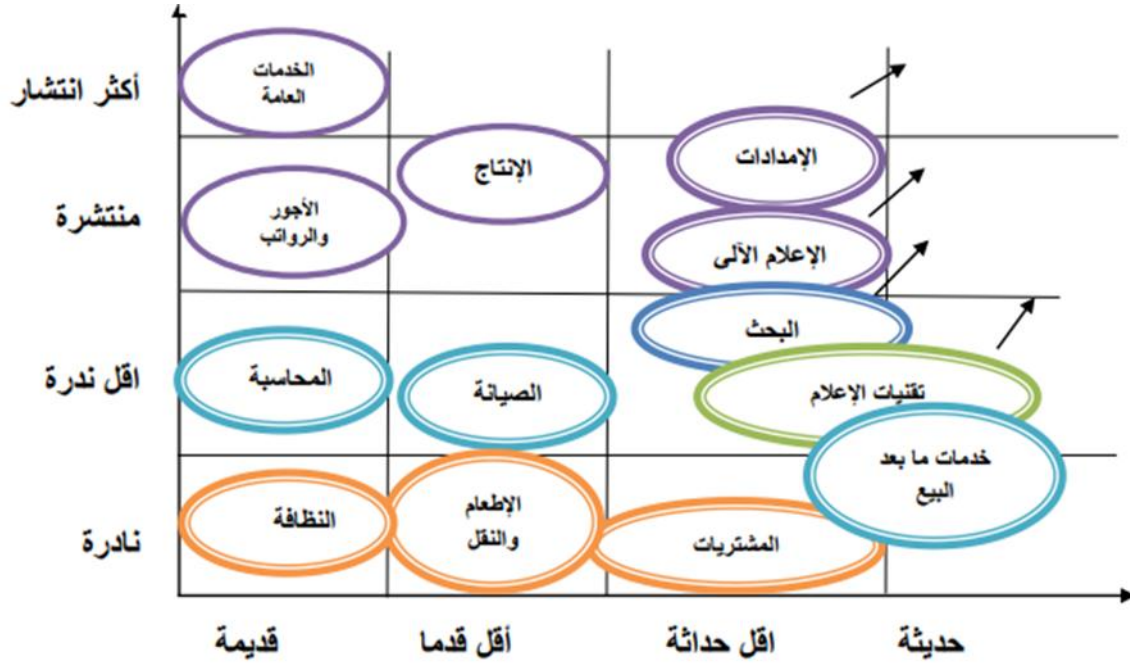 أكثر انتشار
الخدمات
العامة
الإمدادات
الإنتاج
منتشرة
الأجور
والرواتب
الإعلام الآلى
البحث
اقل ندرة
المحاسبة
الصيانة
تقنيات الإعلام
خدمات ما بعد
البيع
نادرة
النظافة
الإطعام
والنقل
المشتريات
قديمة
أقل قدما
اقل حداثة
حديثة